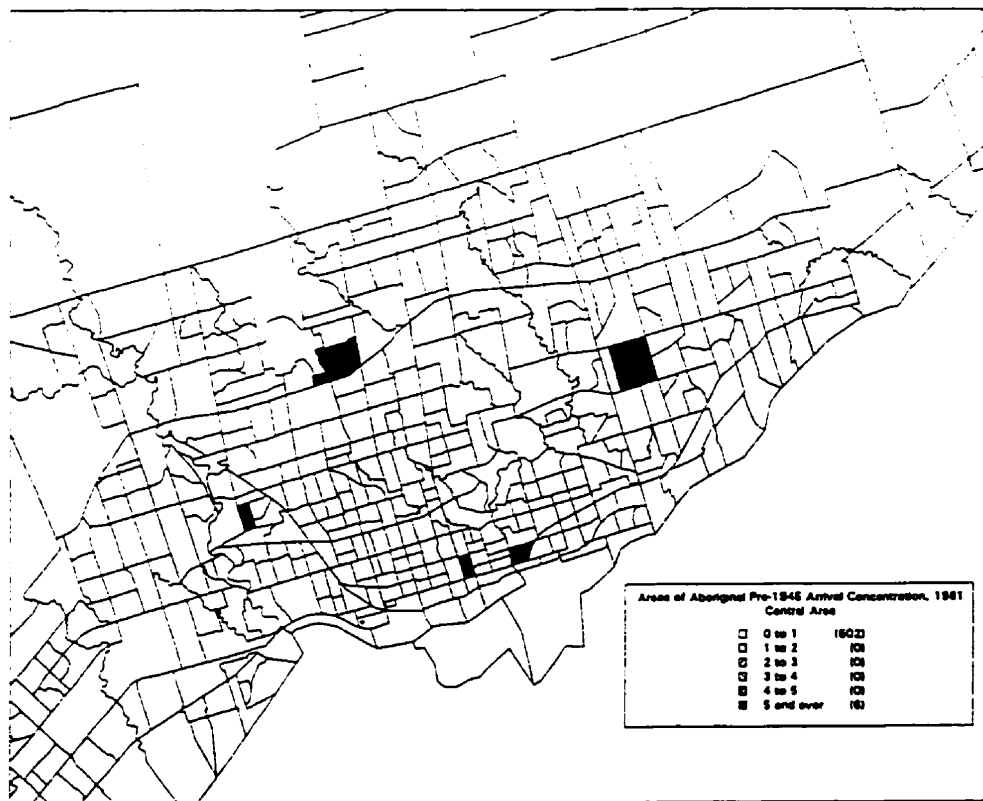 Areas of Aboriginal Pre-1946 Arrival Concentration, 1981
Central Area
0 to 1 (602)
1 to 2 (0)
2 to 3 (0)
3 to 4 (0)
4 to 5 (0)
5 and over (6)